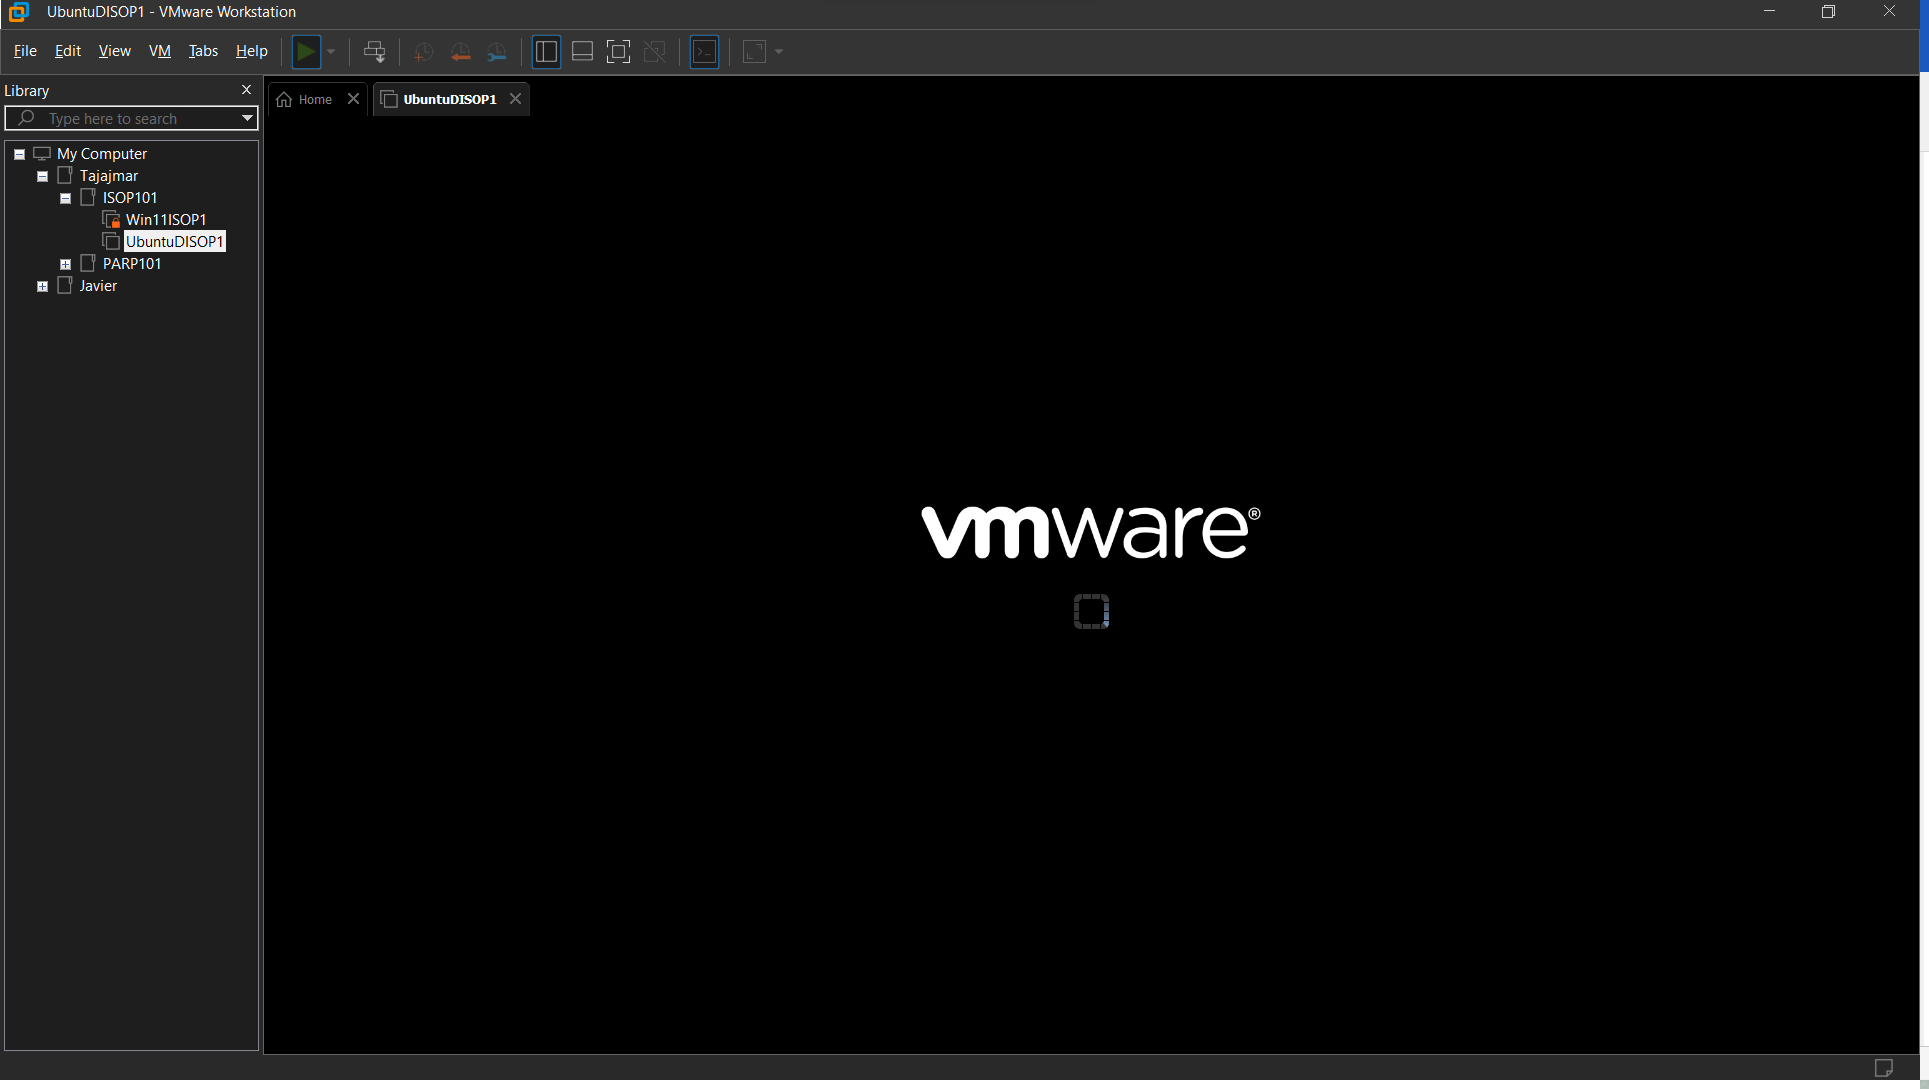 UbuntuDISOP1 - VMware Workstation
File Edit View VM Tabs Help
Library
Type here to search
Home
UbuntuDISOP1
My Computer
Tajajmar
ISOP101
Win11ISOP1
UbuntuDISOP1
PARP101
Javier
vmware®